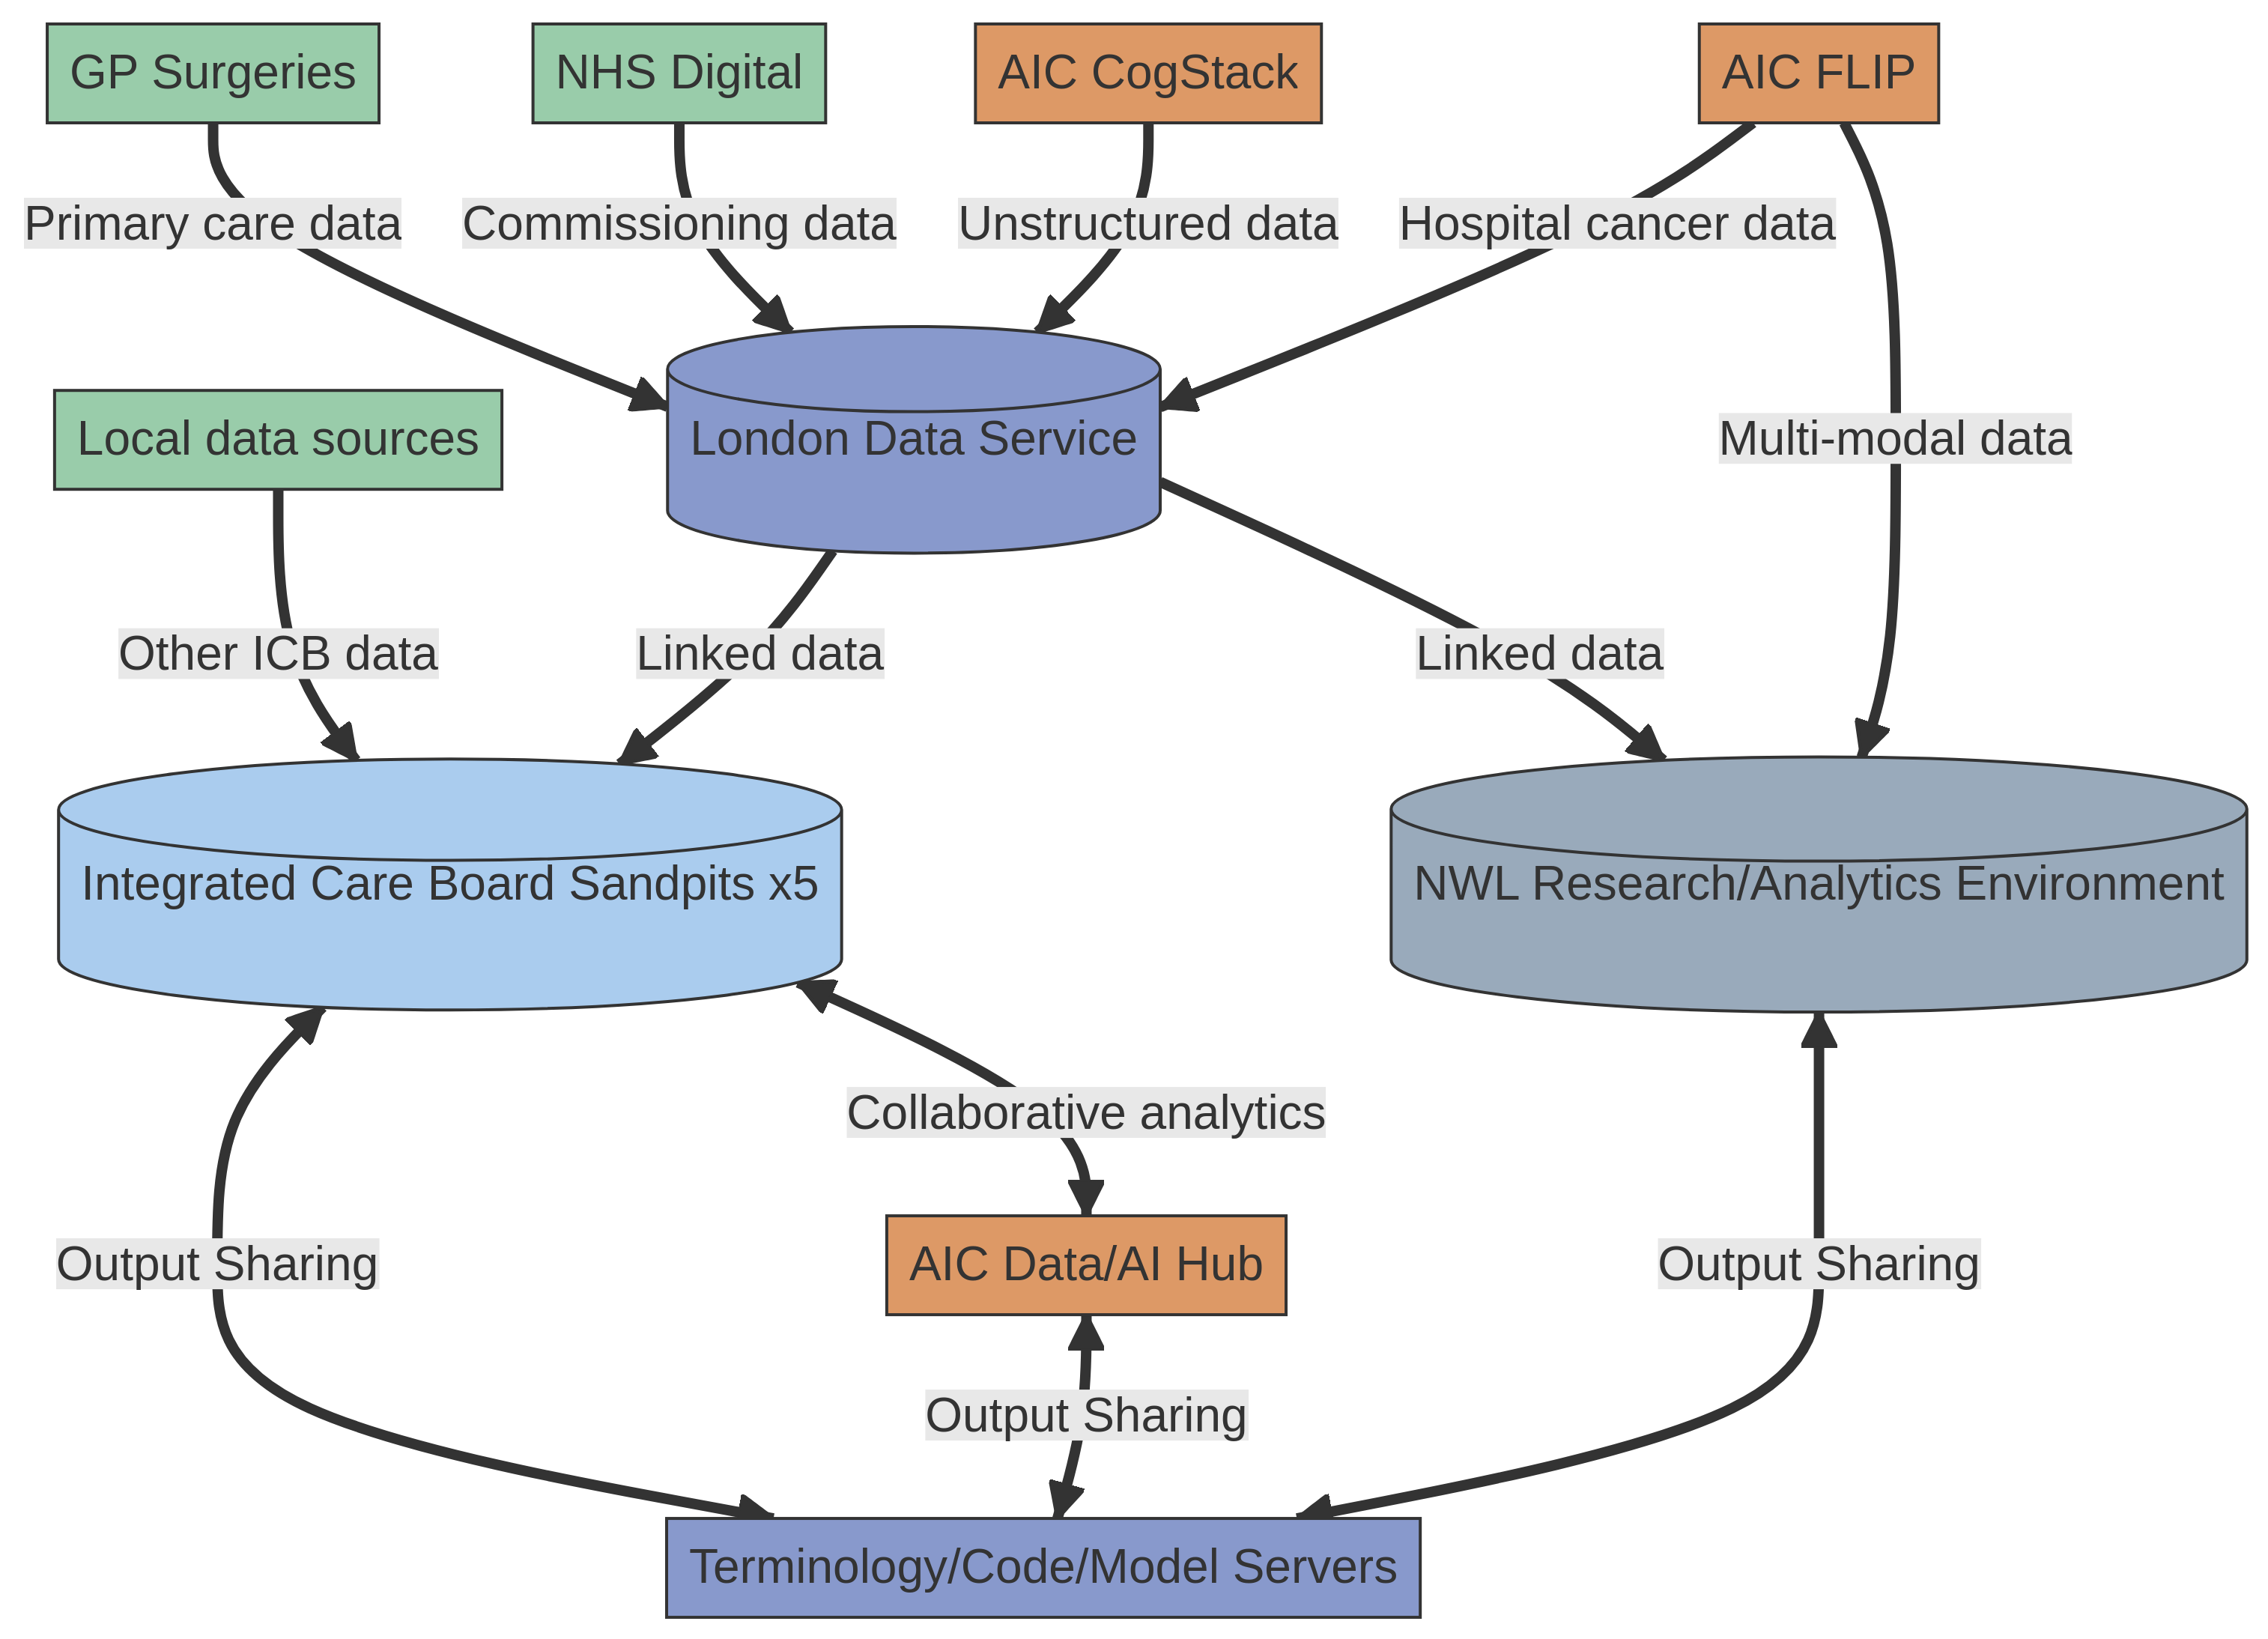 GP Surgeries
NHS Digital
AIC CogStack
AIC FLIP
Primary care data
Commissioning data
Unstructured data
Hospital cancer data
Local data sources
London Data Service
Multi-modal data
Other ICB data
Linked data
Linked data
Integrated Care Board Sandpits x5
NWL Research/Analytics Environment
Collaborative analytics
Output Sharing
AIC Data/AI Hub
Output Sharing
Output Sharing
Terminology/Code/Model Servers